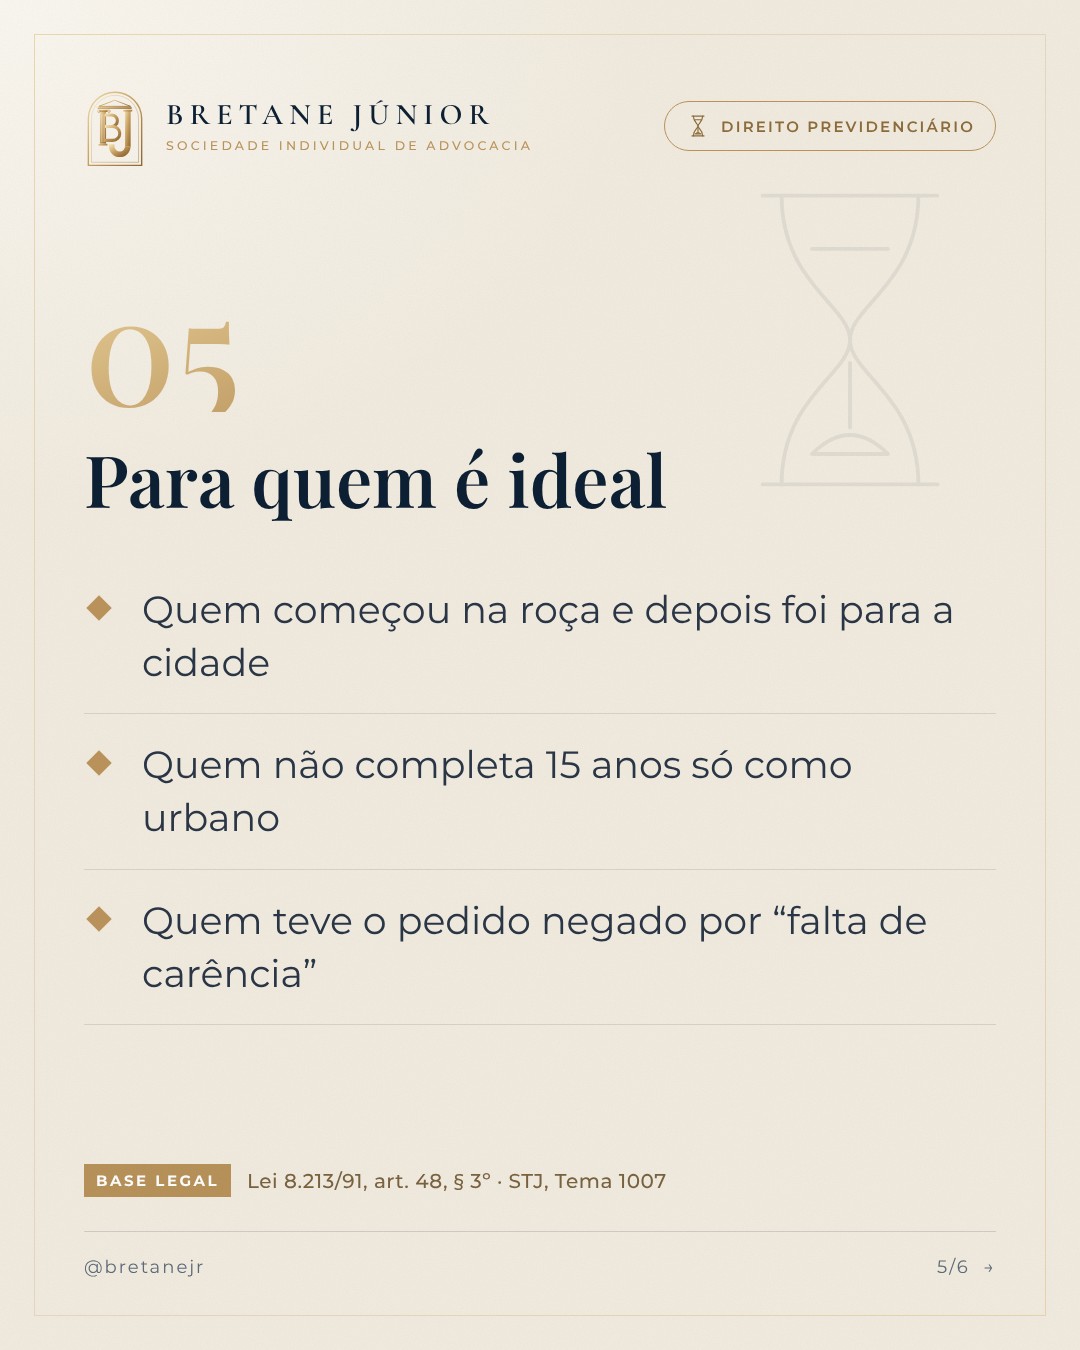 BRETANE JÚNIOR
SOCIEDADE INDIVIDUAL DE ADVOCACIA
DIREITO PREVIDENCIÁRIO
05
Para quem é ideal
Quem começou na roça e depois foi para a
cidade
Quem não completa 15 anos só como
urbano
Quem teve o pedido negado por “falta de
carência”
BASE LEGAL Lei 8.213/91, art. 48, § 3º · STJ, Tema 1007
@bretanejr
5/6 →